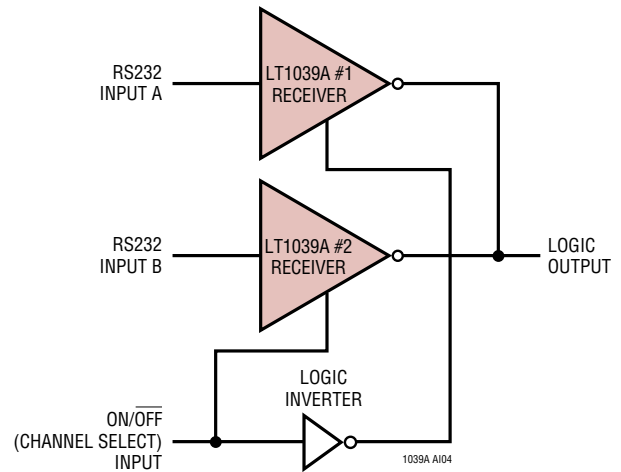 RS232
INPUT A
LT1039A #1
RECEIVER
RS232
INPUT B
LT1039A #2
RECEIVER
LOGIC
OUTPUT
LOGIC
INVERTER
ON/OFF
(CHANNEL SELECT)
INPUT
1039A AI04